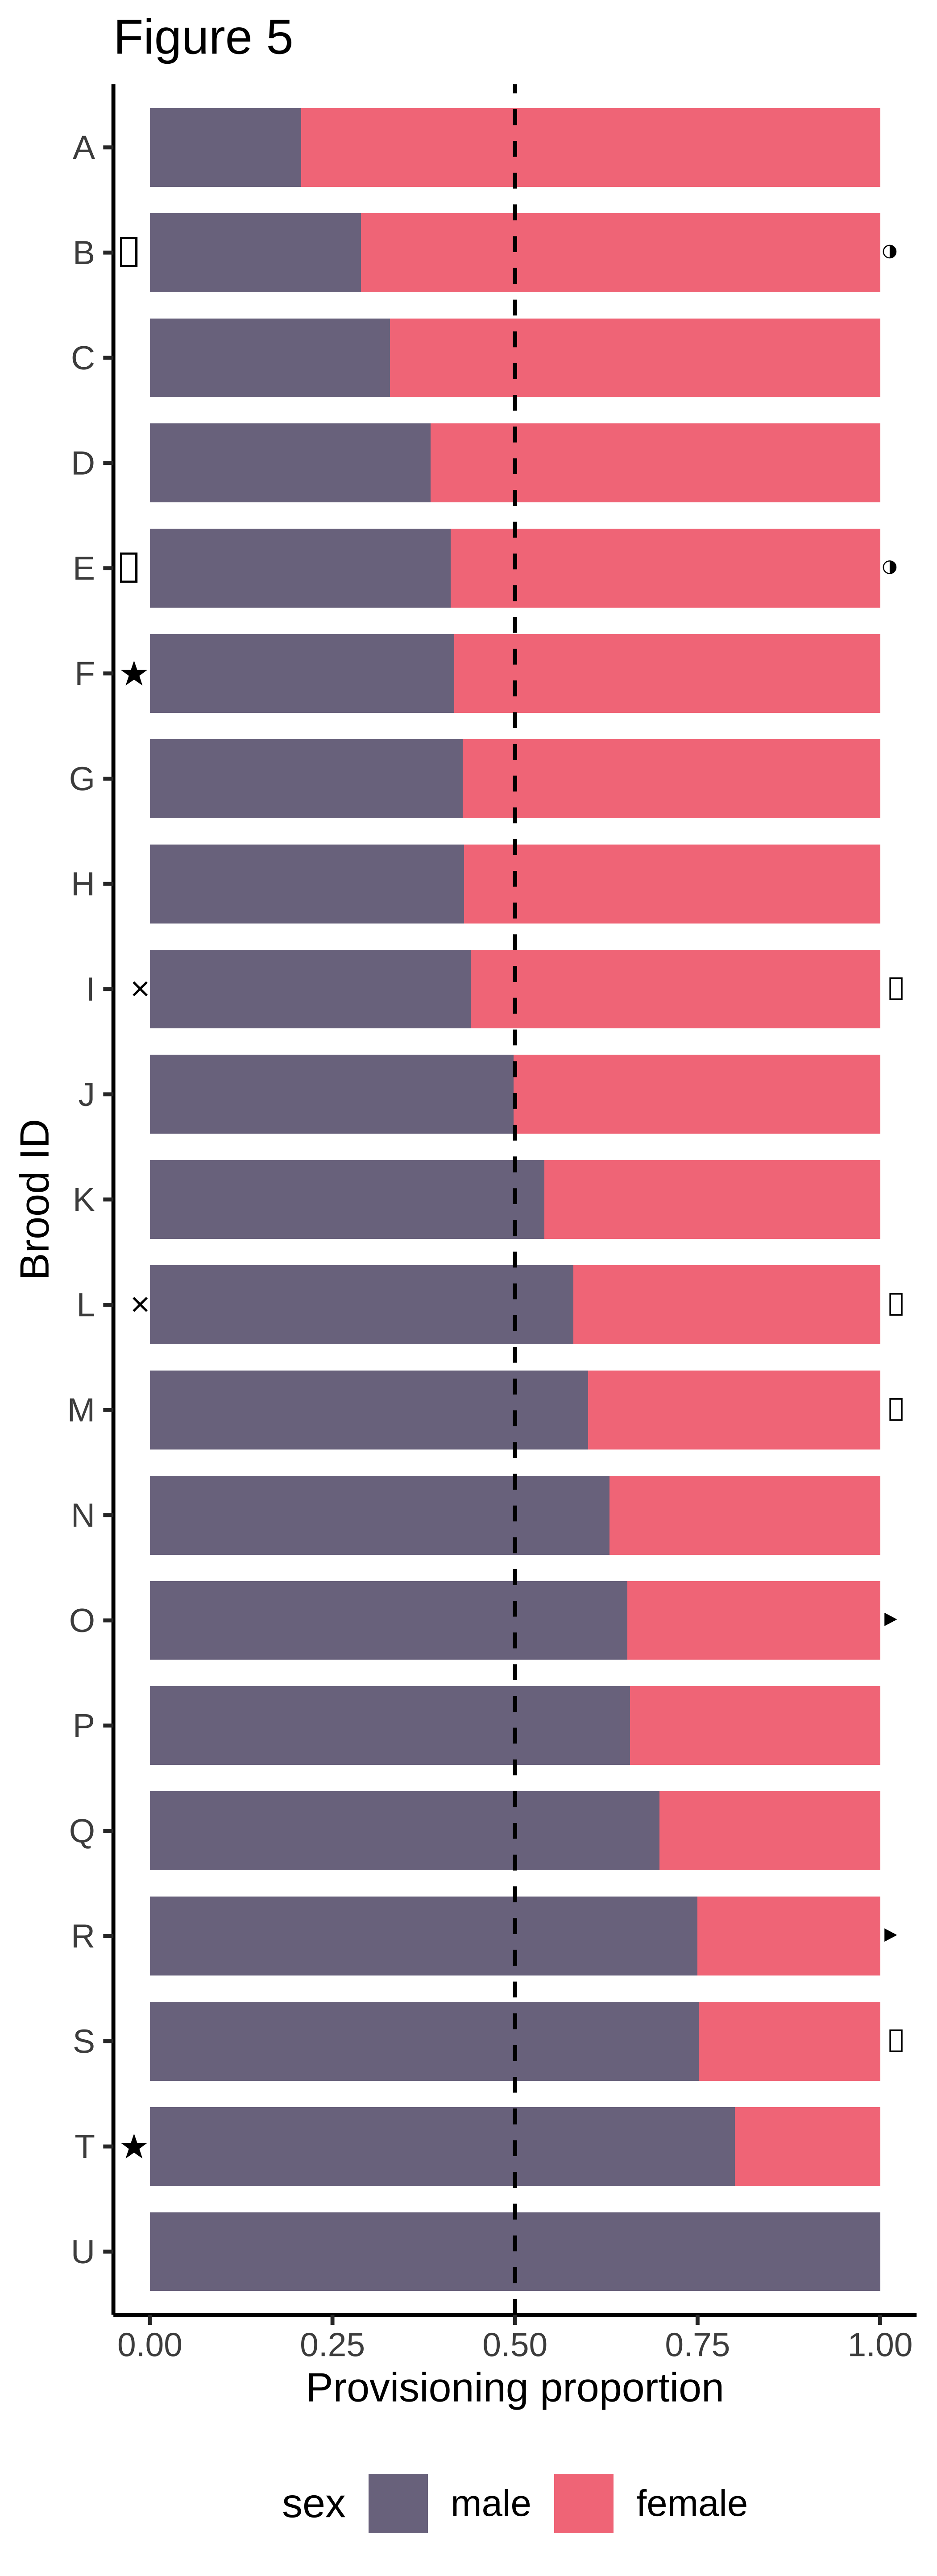 Figure 5
A
B
C
D
E
F
G
H
I
J
K
L
M
N
O
P
Q
R
S
T
U
Brood ID
0.00 0.25 0.50 0.75 1.00
Provisioning proportion
sex male female